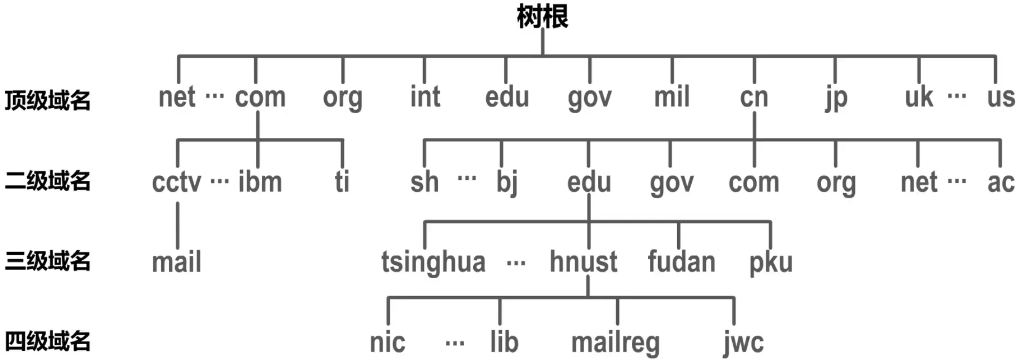 树根
顶级域名 net ··· com org int edu gov mil cn jp uk ··· us
二级域名 cctv ··· ibm ti sh ··· bj edu gov com org net ··· ac
三级域名 mail tsinghua ··· hnust fudan pku
四级域名 nic ··· lib mailreg jwc